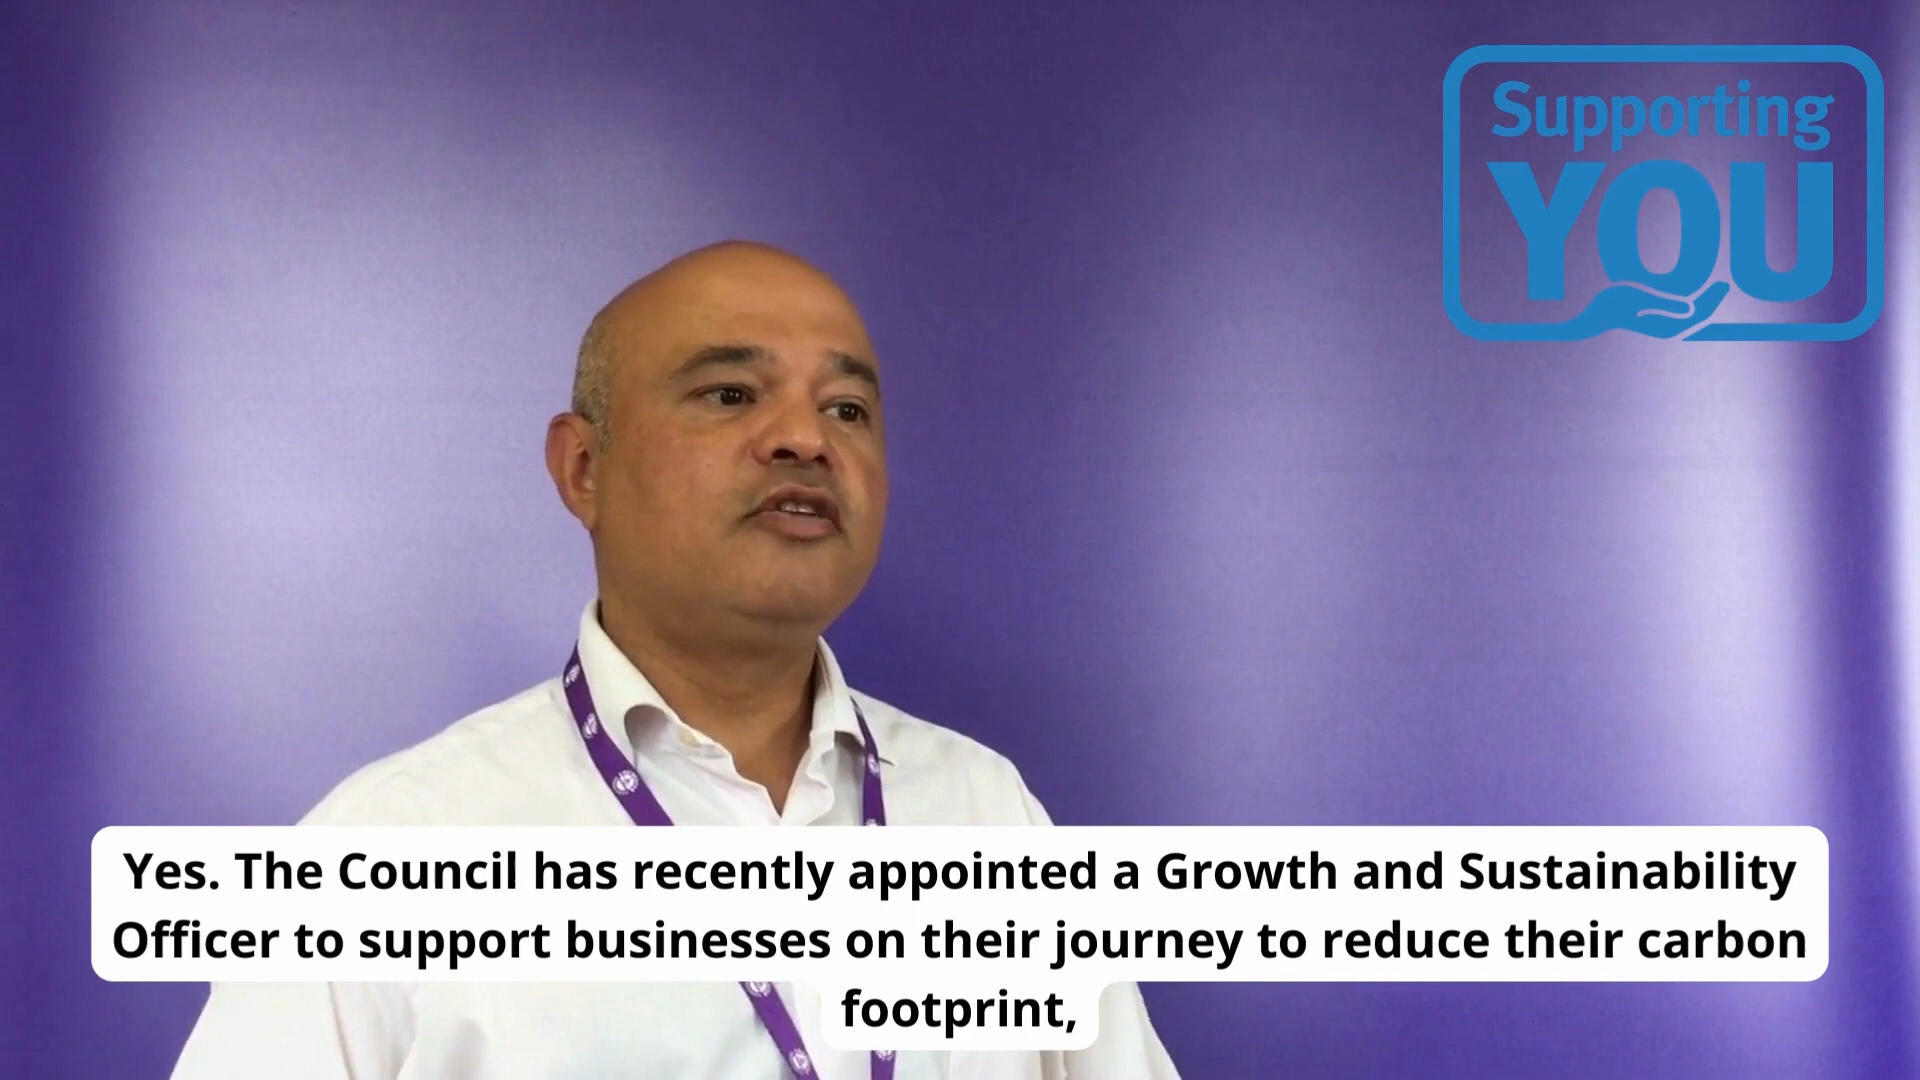 Supporting
YOU
Yes. The Council has recently appointed a Growth and Sustainability
Officer to support businesses on their journey to reduce their carbon
footprint,